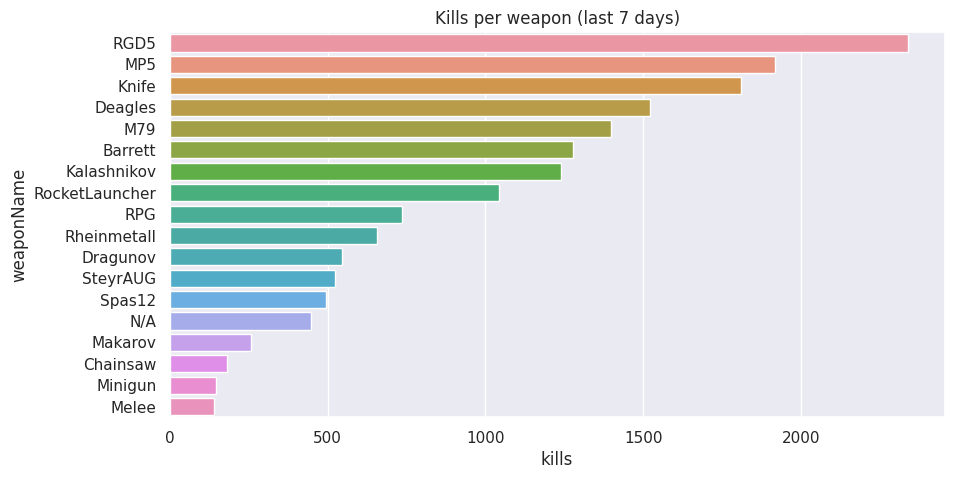 Kills per weapon (last 7 days)
weaponName
RGD5
MP5
Knife
Deagles
M79
Barrett
Kalashnikov
RocketLauncher
RPG
Rheinmetall
Dragunov
SteyrAUG
Spas12
N/A
Makarov
Chainsaw
Minigun
Melee
0 500 1000 1500 2000
kills